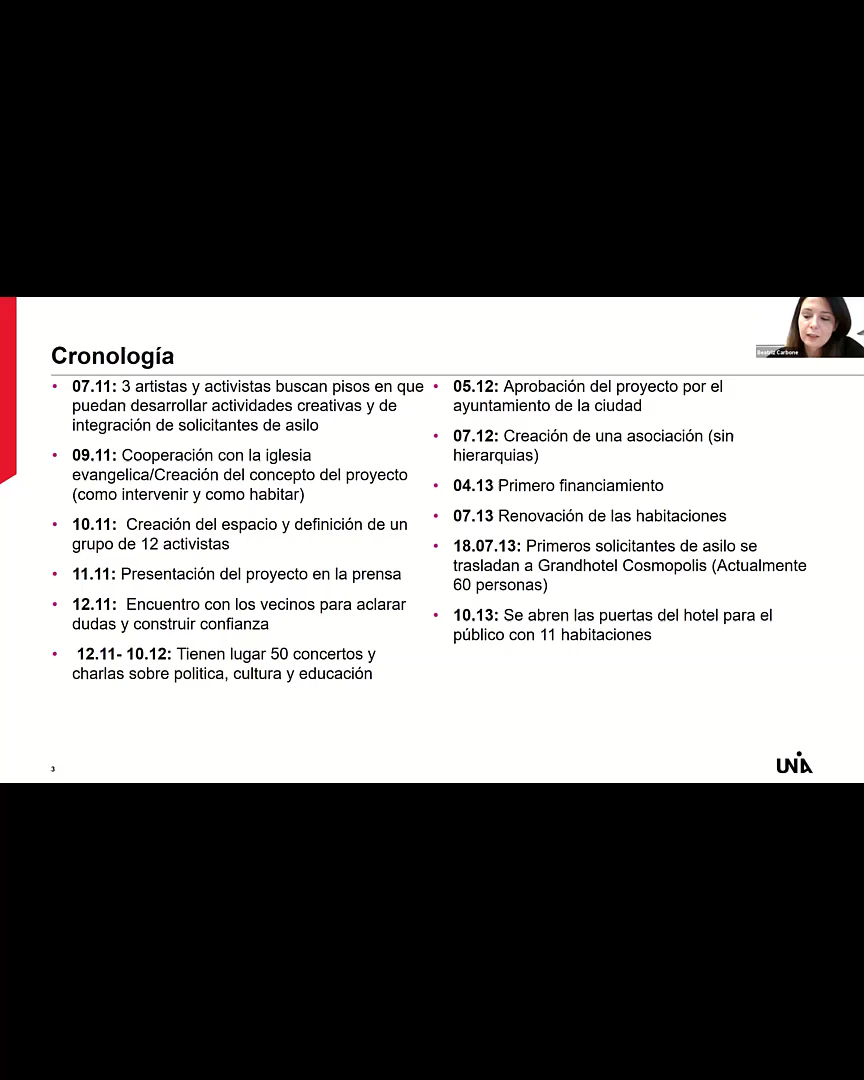 Beatriz Carbone
Cronología
• 07.11: 3 artistas y activistas buscan pisos en que
puedan desarrollar actividades creativas y de
integración de solicitantes de asilo
• 09.11: Cooperación con la iglesia
evangelica/Creación del concepto del proyecto
(como intervenir y como habitar)
• 10.11: Creación del espacio y definición de un
grupo de 12 activistas
• 11.11: Presentación del proyecto en la prensa
• 12.11: Encuentro con los vecinos para aclarar
dudas y construir confianza
• 12.11- 10.12: Tienen lugar 50 concertos y
charlas sobre politica, cultura y educación
• 05.12: Aprobación del proyecto por el
ayuntamiento de la ciudad
• 07.12: Creación de una asociación (sin
hierarquias)
• 04.13 Primero financiamiento
• 07.13 Renovación de las habitaciones
• 18.07.13: Primeros solicitantes de asilo se
trasladan a Grandhotel Cosmopolis (Actualmente
60 personas)
• 10.13: Se abren las puertas del hotel para el
público con 11 habitaciones
3
UNIA